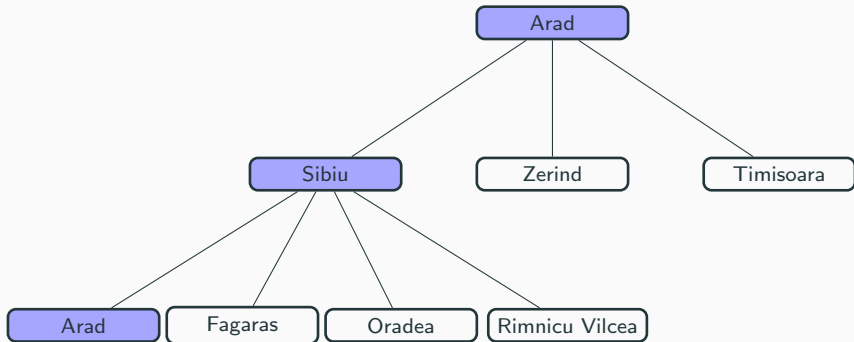 Arad
Sibiu
Zerind
Timisoara
Arad
Fagaras
Oradea
Rimnicu Vilcea